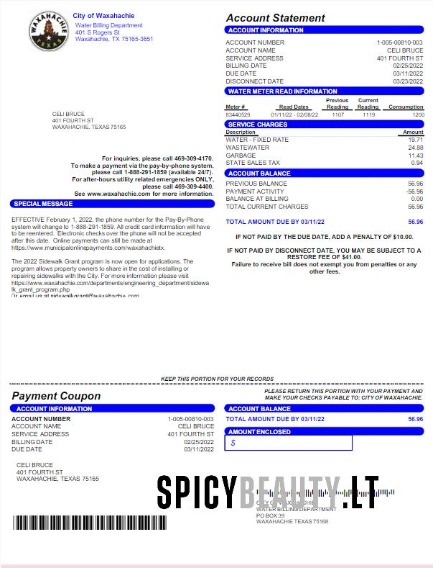 WAXAHACHIE
TEXAS
City of Waxahachie
Water Billing Department
401 S Rogers St
Waxahachie, TX 75165-3651
Account Statement
ACCOUNT INFORMATION
ACCOUNT NUMBER 1-005-00810-003
ACCOUNT NAME CELI BRUCE
SERVICE ADDRESS 401 FOURTH ST
BILLING DATE 02/25/2022
DUE DATE 03/11/2022
DISCONNECT DATE 03/23/2022
WATER METER READ INFORMATION
Meter # Read Dates Previous Reading Current Reading Consumption
83440529 01/11/22 - 02/08/22 1107 1119 1200
SERVICE CHARGES
Description Amount
WATER - FIXED RATE 19.71
WASTEWATER 24.88
GARBAGE 11.43
STATE SALES TAX 0.94
ACCOUNT BALANCE
PREVIOUS BALANCE 56.96
PAYMENT ACTIVITY -56.96
BALANCE AT BILLING 0.00
TOTAL CURRENT CHARGES 56.96
TOTAL AMOUNT DUE BY 03/11/22 56.96
IF NOT PAID BY THE DUE DATE, ADD A PENALTY OF $10.00.
IF NOT PAID BY DISCONNECT DATE, YOU MAY BE SUBJECT TO A
RESTORE FEE OF $41.00.
Failure to receive bill does not exempt you from penalties or any
other fees.
CELI BRUCE
401 FOURTH ST
WAXAHACHIE, TEXAS 75165
For inquiries, please call 469-309-4170.
To make a payment via the pay-by-phone system,
please call 1-888-291-1859 (available 24/7).
For after-hours utility related emergencies ONLY,
please call 469-309-4400.
See www.waxahachie.com for more information.
SPECIAL MESSAGE
EFFECTIVE February 1, 2022, the phone number for the Pay-By-Phone
system will change to 1-888-291-1859. All credit card information will have
to be reentered. Electronic checks over the phone will not be accepted
after this date. Online payments can still be made at
https://www.municipalonlinepayments.com/waxahachietx
The 2022 Sidewalk Grant program is now open for applications. The
program allows property owners to share in the cost of installing or
repairing sidewalks with the City. For more information please visit
https://www.waxahachie.com/departments/engineering_department/sidewa
lk_grant_program.php
Or email us at sidewalkgrant@waxahachie.com
KEEP THIS PORTION FOR YOUR RECORDS
Payment Coupon
PLEASE RETURN THIS PORTION WITH YOUR PAYMENT AND
MAKE YOUR CHECKS PAYABLE TO: CITY OF WAXAHACHIE
ACCOUNT INFORMATION
ACCOUNT NUMBER 1-005-00810-003
ACCOUNT NAME CELI BRUCE
SERVICE ADDRESS 401 FOURTH ST
BILLING DATE 02/25/2022
DUE DATE 03/11/2022
ACCOUNT BALANCE
TOTAL AMOUNT DUE BY 03/11/22 56.96
AMOUNT ENCLOSED
$
CELI BRUCE
401 FOURTH ST
WAXAHACHIE, TEXAS 75165
SPICYBEAUTY.LT
WATER BILLING DEPARTMENT
PO BOX 39
WAXAHACHIE TEXAS 75168